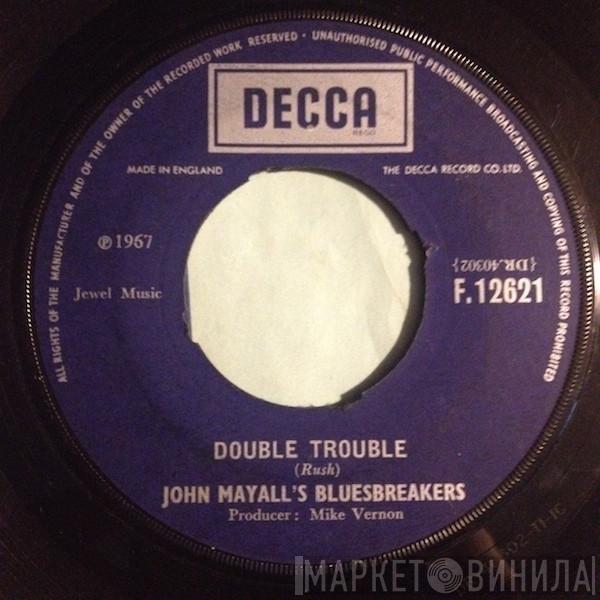 ALL RIGHTS OF THE MANUFACTURER AND OF THE OWNER OF THE RECORDED WORK RESERVED · UNAUTHORISED PUBLIC PERFORMANCE BROADCASTING AND COPYING OF THIS RECORD PROHIBITED
DECCA
REGD
MADE IN ENGLAND
THE DECCA RECORD CO. LTD.
℗ 1967
{DR.40302}
Jewel Music
F.12621
DOUBLE TROUBLE
(Rush)
JOHN MAYALL'S BLUESBREAKERS
Producer: Mike Vernon
МАРКЕТ ВИНИЛА